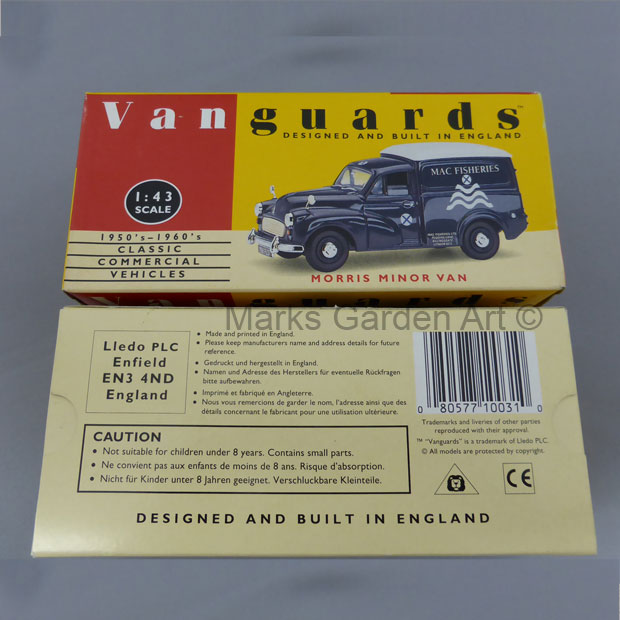 Vanguards™
DESIGNED AND BUILT IN ENGLAND
1:43
SCALE
1950's–1960's
CLASSIC
COMMERCIAL
VEHICLES
MAC FISHERIES
MORRIS MINOR VAN
Vanguards
Marks Garden Art ©
Lledo PLC
Enfield
EN3 4ND
England
• Made and printed in England.
• Please keep manufacturers name and address details for future
reference.
• Gedruckt und hergestellt in England.
• Namen und Adresse des Herstellers für eventuelle Rückfragen
bitte aufbewahren.
• Imprimé et fabriqué en Angleterre.
• Nous vous remercions de garder le nom, l'adresse ainsi que des
détails concernant le fabricant pour une utilisation ultérieure.
0 80577 10031 0
Trademarks and liveries of other parties
reproduced with their approval.
™ "Vanguards" is a trademark of Lledo PLC.
© All models are protected by copyright.
CAUTION
• Not suitable for children under 8 years. Contains small parts.
• Ne convient pas aux enfants de moins de 8 ans. Risque d'absorption.
• Nicht für Kinder unter 8 Jahren geeignet. Verschluckbare Kleinteile.
CE
DESIGNED AND BUILT IN ENGLAND